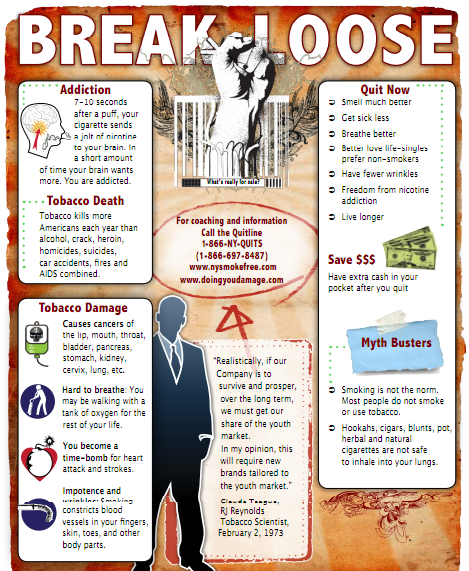 BREAK LOOSE
Addiction
7-10 seconds
after a puff, your
cigarette sends
a jolt of nicotine
to your brain. In
a short amount
of time your brain wants
more. You are addicted.
Tobacco Death
Tobacco kills more
Americans each year than
alcohol, crack, heroin,
homicides, suicides,
car accidents, fires and
AIDS combined.
Tobacco Damage
Causes cancers of
the lip, mouth, throat,
bladder, pancreas,
stomach, kidney,
cervix, lung, etc.
Hard to breathe: You
may be walking with a
tank of oxygen for the
rest of your life.
You become a
time-bomb for heart
attack and strokes.
Impotence and
wrinkles: Smoking
constricts blood
vessels in your fingers,
skin, toes, and other
body parts.
What's really for sale?
For coaching and information
Call the Quitline
1-866-NY-QUITS
(1-866-697-8487)
www.nysmokefree.com
www.doingyoudamage.com
"Realistically, if our
Company is to
survive and prosper,
over the long term,
we must get our
share of the youth
market.
In my opinion, this
will require new
brands tailored to
the youth market."
Claude Teague,
RJ Reynolds
Tobacco Scientist,
February 2, 1973
Quit Now
Smell much better
Get sick less
Breathe better
Better love life-singles
prefer non-smokers
Have fewer wrinkles
Freedom from nicotine
addiction
Live longer
Save $$$
Have extra cash in your
pocket after you quit
Myth Busters
Smoking is not the norm.
Most people do not smoke
or use tobacco.
Hookahs, cigars, blunts, pot,
herbal and natural
cigarettes are not safe
to inhale into your lungs.